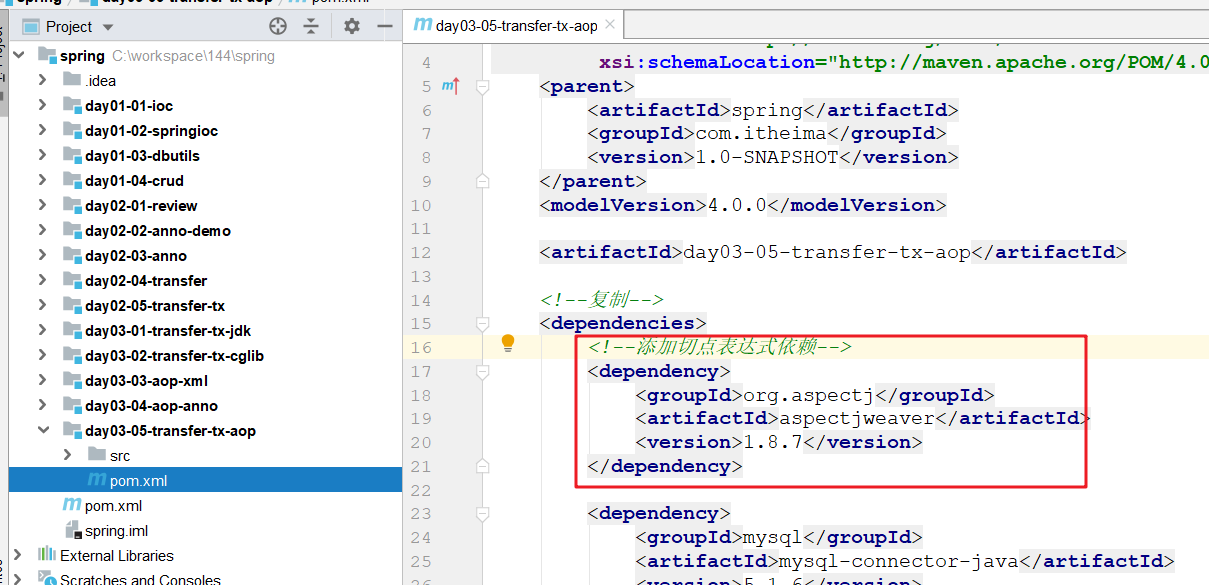 spring day03-05-transfer-tx-aop pom.xml
Project
spring C:\workspace\144\spring
.idea
day01-01-ioc
day01-02-springioc
day01-03-dbutils
day01-04-crud
day02-01-review
day02-02-anno-demo
day02-03-anno
day02-04-transfer
day02-05-transfer-tx
day03-01-transfer-tx-jdk
day03-02-transfer-tx-cglib
day03-03-aop-xml
day03-04-aop-anno
day03-05-transfer-tx-aop
src
pom.xml
pom.xml
spring.iml
External Libraries
Scratches and Consoles
day03-05-transfer-tx-aop
4 xsi:schemaLocation="http://maven.apache.org/POM/4.0
5 <parent>
6 <artifactId>spring</artifactId>
7 <groupId>com.itheima</groupId>
8 <version>1.0-SNAPSHOT</version>
9 </parent>
10 <modelVersion>4.0.0</modelVersion>
11
12 <artifactId>day03-05-transfer-tx-aop</artifactId>
13
14 <!--复制-->
15 <dependencies>
16 <!--添加切点表达式依赖-->
17 <dependency>
18 <groupId>org.aspectj</groupId>
19 <artifactId>aspectjweaver</artifactId>
20 <version>1.8.7</version>
21 </dependency>
22
23 <dependency>
24 <groupId>mysql</groupId>
25 <artifactId>mysql-connector-java</artifactId>
26 <version>5.1.6</version>